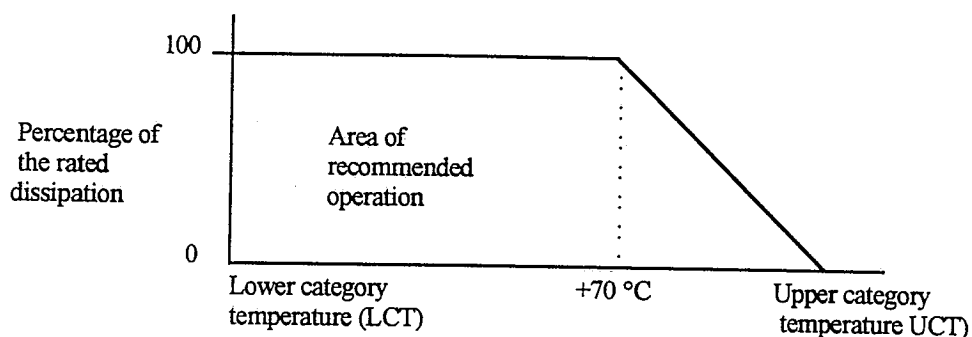 100
Percentage of
the rated
dissipation
Area of
recommended
operation
0
Lower category
temperature (LCT)
+70 °C
Upper category
temperature UCT)